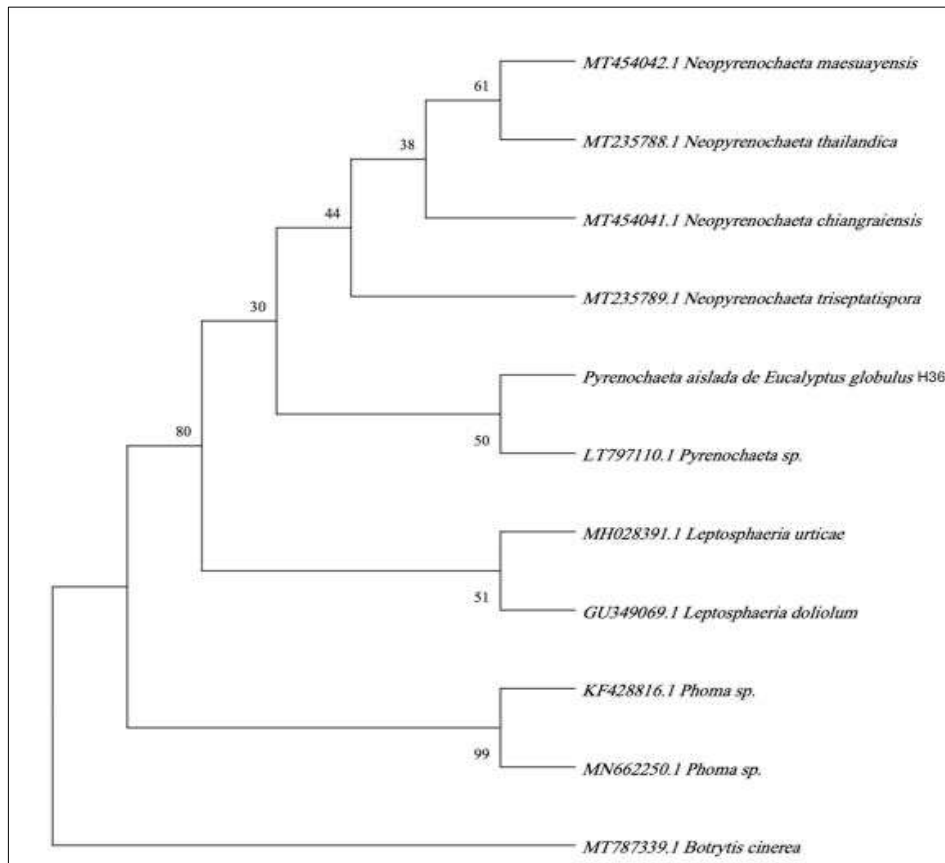 MT454042.1 Neopyrenochaeta maesuayensis
61
MT235788.1 Neopyrenochaeta thailandica
38
MT454041.1 Neopyrenochaeta chiangraiensis
44
MT235789.1 Neopyrenochaeta triseptatispora
30
Pyrenochaeta aislada de Eucalyptus globulus H36
80
50
LT797110.1 Pyrenochaeta sp.
MH028391.1 Leptosphaeria urticae
51
GU349069.1 Leptosphaeria doliolum
KF428816.1 Phoma sp.
99
MN662250.1 Phoma sp.
MT787339.1 Botrytis cinerea